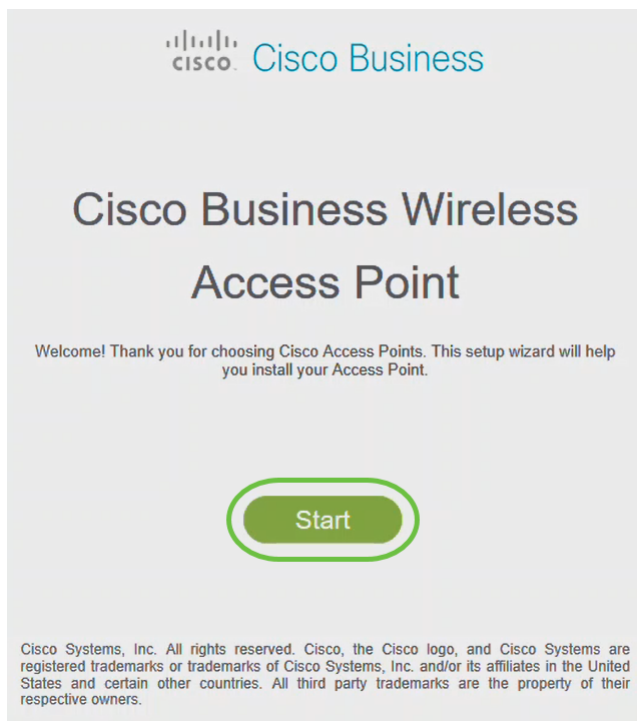 CISCO. Cisco Business
Cisco Business Wireless
Access Point
Welcome! Thank you for choosing Cisco Access Points. This setup wizard will help
you install your Access Point.
Start
Cisco Systems, Inc. All rights reserved. Cisco, the Cisco logo, and Cisco Systems are
registered trademarks or trademarks of Cisco Systems, Inc. and/or its affiliates in the United
States and certain other countries. All third party trademarks are the property of their
respective owners.